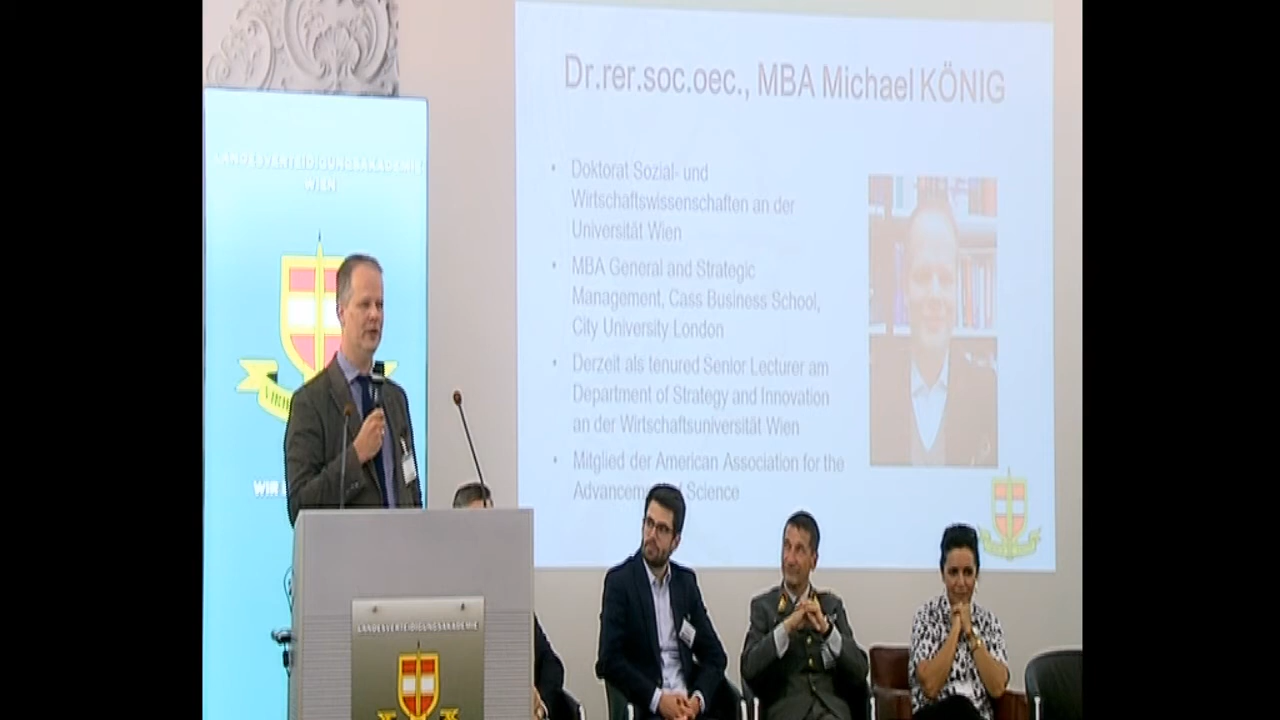 Dr.rer.soc.oec., MBA Michael KÖNIG
LANDESVERTEIDIGUNGSAKADEMIE
WIEN
• Doktorat Sozial- und
Wirtschaftswissenschaften an der
Universität Wien
• MBA General and Strategic
Management, Cass Business School,
City University London
• Derzeit als tenured Senior Lecturer am
Department of Strategy and Innovation
an der Wirtschaftsuniversität Wien
• Mitglied der American Association for the
Science
WIR
LANDESVERTEIDIGUNGSAKADEMIE